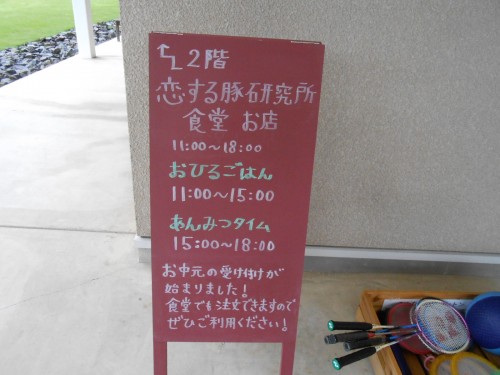 2階
恋する豚研究所
食堂 お店
11:00〜18:00
おひるごはん
11:00〜15:00
あんみつタイム
15:00〜18:00
お中元の受け付けが
始まりました!
食堂でも注文できますので
ぜひご利用ください!